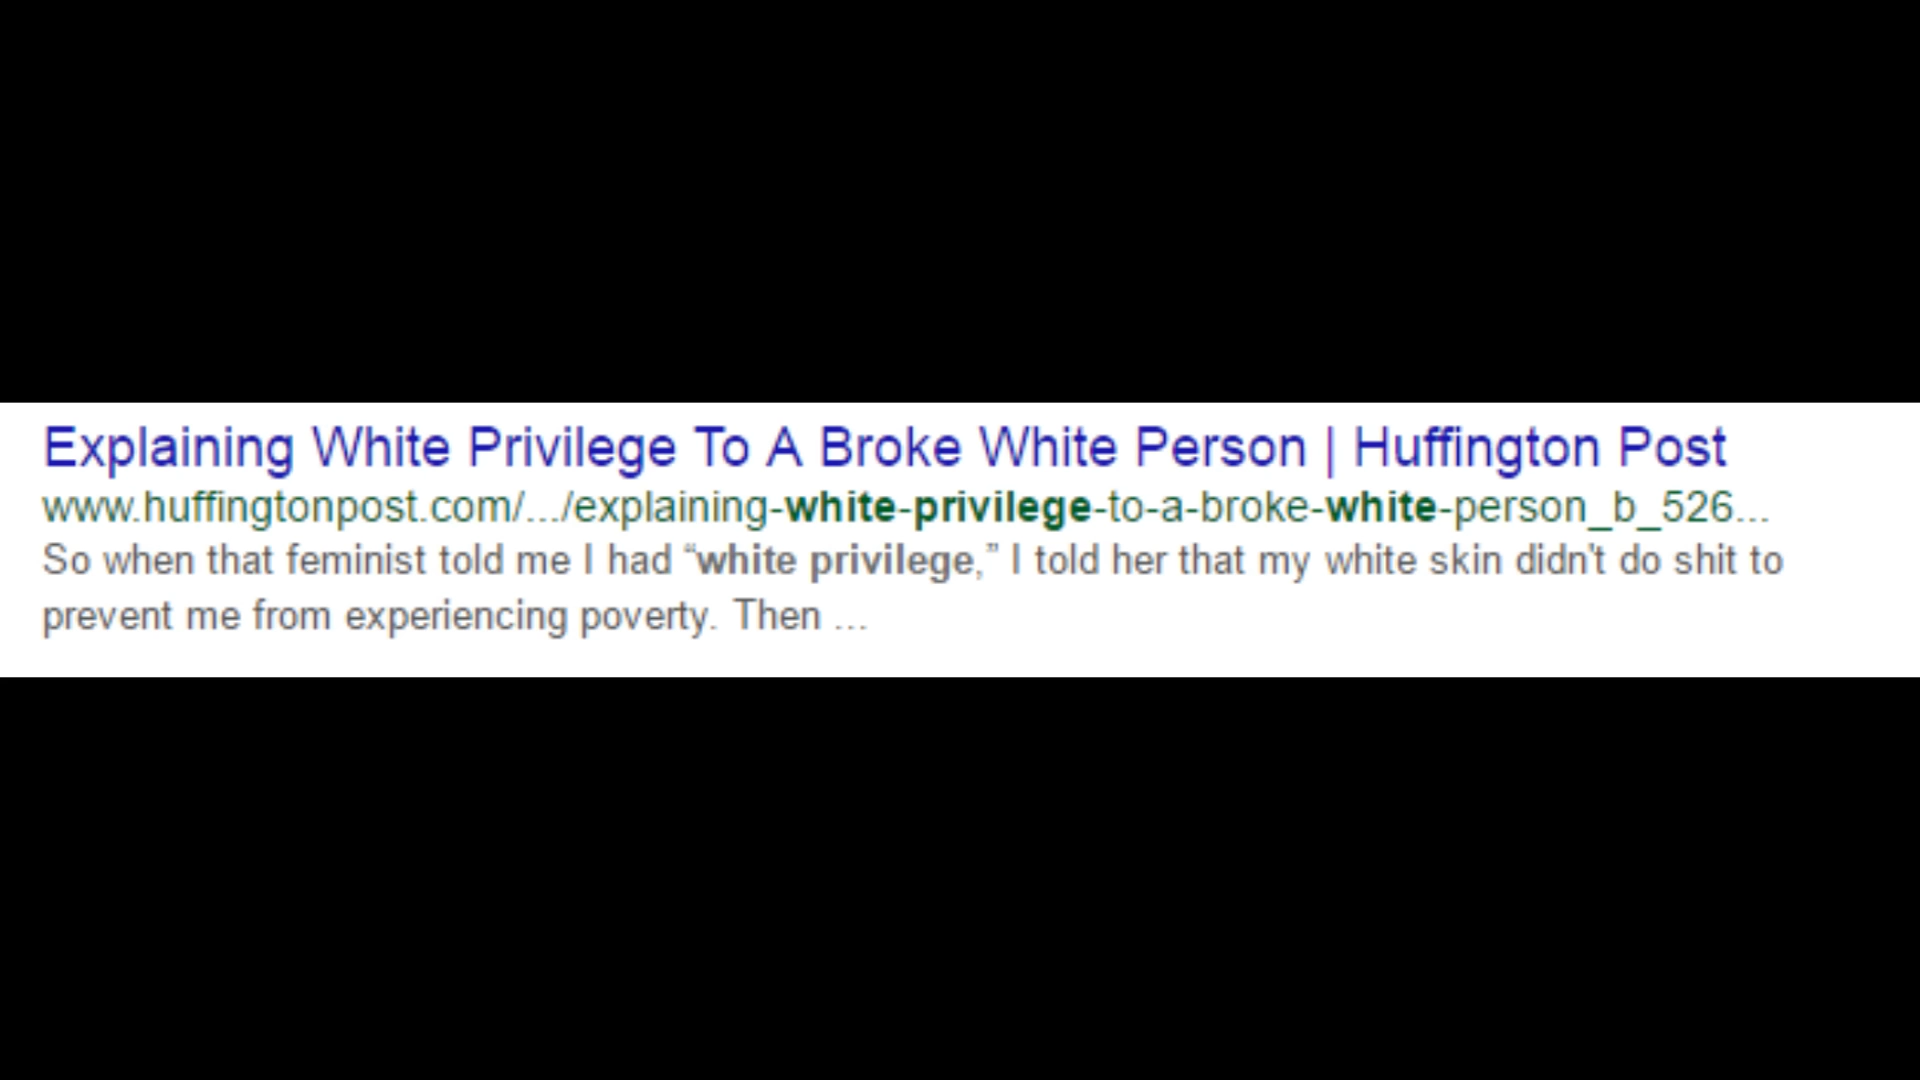 Explaining White Privilege To A Broke White Person | Huffington Post
www.huffingtonpost.com/.../explaining-white-privilege-to-a-broke-white-person_b_526...
So when that feminist told me I had “white privilege,” I told her that my white skin didn't do shit to
prevent me from experiencing poverty. Then ...